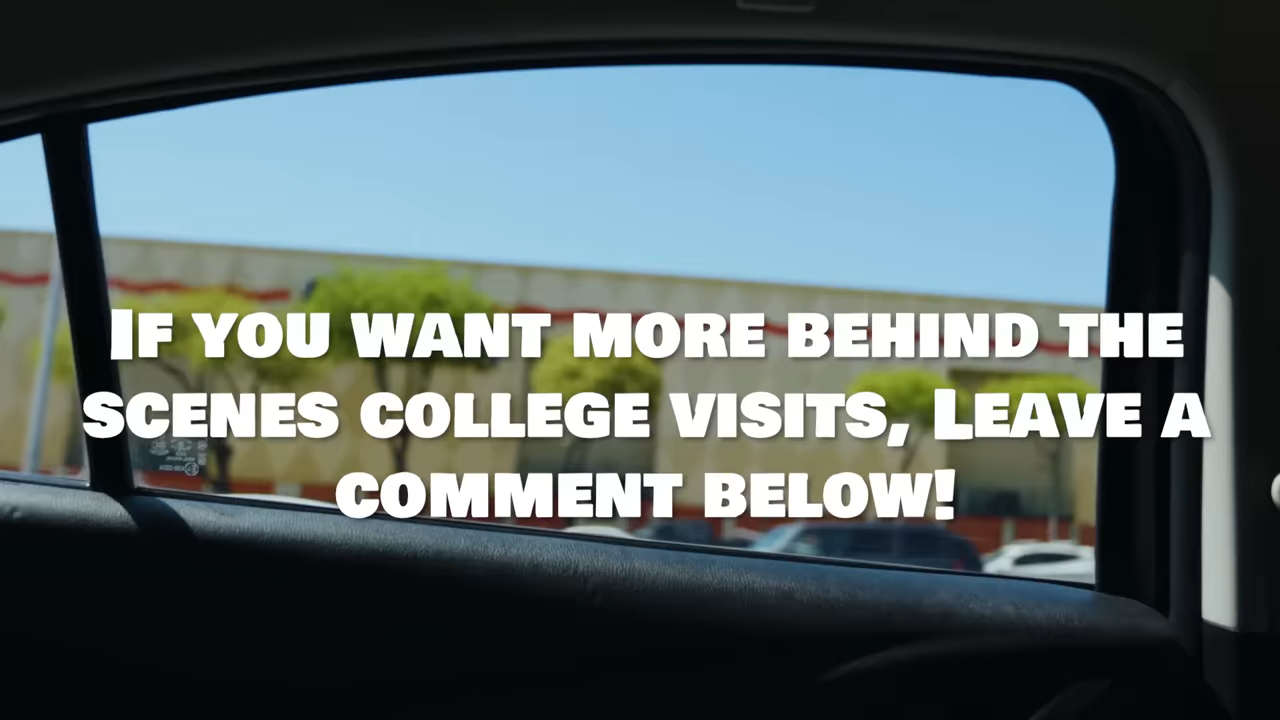 If you want more behind the
scenes college visits, Leave a
comment below!